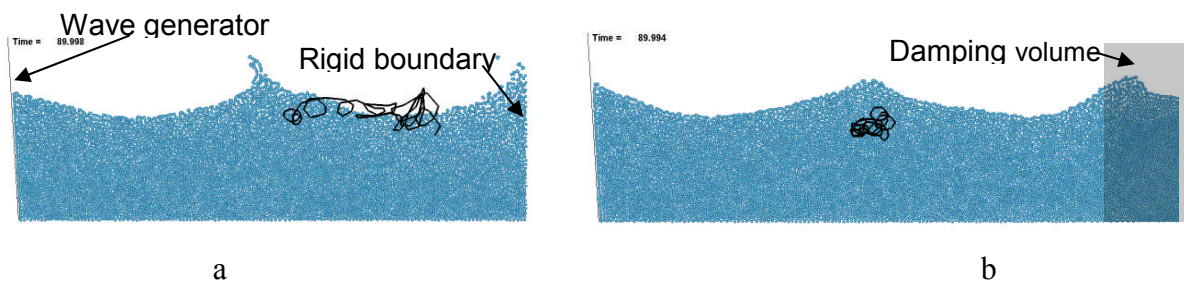 Wave generator
Time = 89.998
Rigid boundary
a
Time = 89.994
Damping volume
b